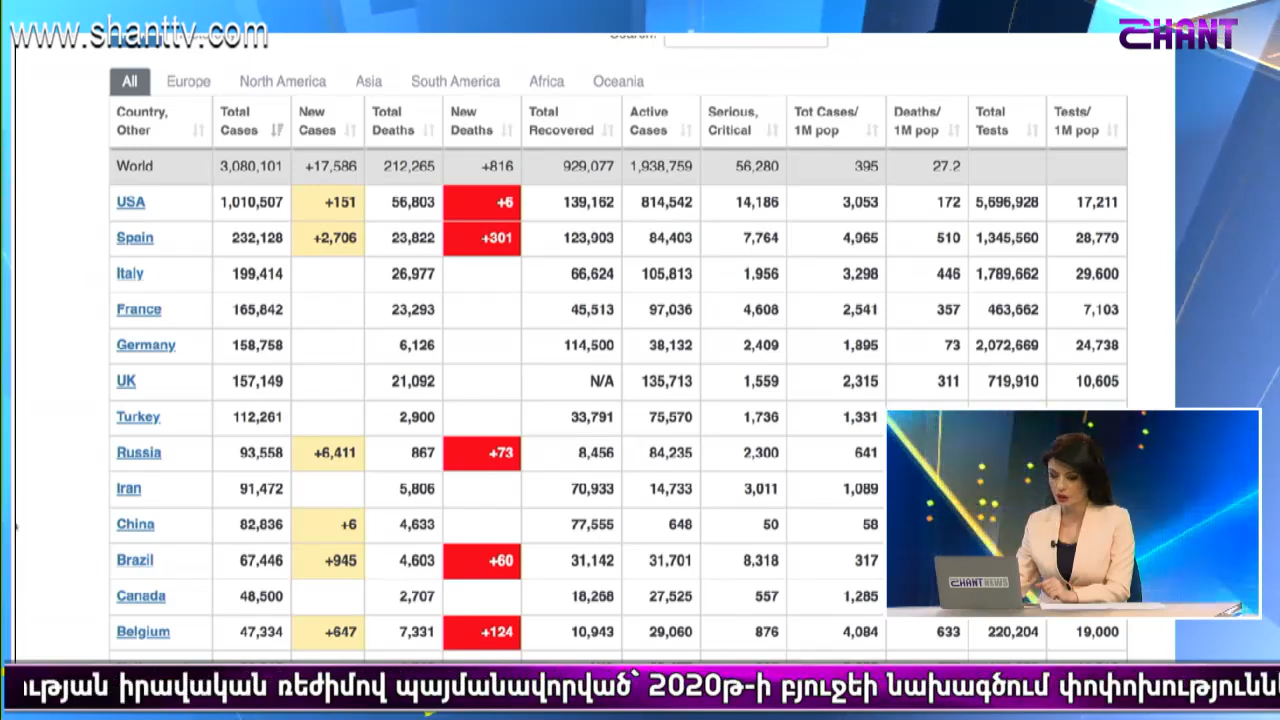 www.shanttv.com
SHANT
Search:
All Europe North America Asia South America Africa Oceania
Country, Other Total Cases New Cases Total Deaths New Deaths Total Recovered Active Cases Serious, Critical Tot Cases/ 1M pop Deaths/ 1M pop Total Tests Tests/ 1M pop
World 3,080,101 +17,586 212,265 +816 929,077 1,938,759 56,280 395 27.2
USA 1,010,507 +151 56,803 +6 139,162 814,542 14,186 3,053 172 5,696,928 17,211
Spain 232,128 +2,706 23,822 +301 123,903 84,403 7,764 4,965 510 1,345,560 28,779
Italy 199,414 26,977 66,624 105,813 1,956 3,298 446 1,789,662 29,600
France 165,842 23,293 45,513 97,036 4,608 2,541 357 463,662 7,103
Germany 158,758 6,126 114,500 38,132 2,409 1,895 73 2,072,669 24,738
UK 157,149 21,092 N/A 135,713 1,559 2,315 311 719,910 10,605
Turkey 112,261 2,900 33,791 75,570 1,736 1,331
Russia 93,558 +6,411 867 +73 8,456 84,235 2,300 641
Iran 91,472 5,806 70,933 14,733 3,011 1,089
China 82,836 +6 4,633 77,555 648 50 58
Brazil 67,446 +945 4,603 +60 31,142 31,701 8,318 317
Canada 48,500 2,707 18,268 27,525 557 1,285
Belgium 47,334 +647 7,331 +124 10,943 29,060 876 4,084 633 220,204 19,000
SHANT NEWS
ւթյան իրավական ռեժիմով պայմանավորված՝ 2020թ-ի բյուջեի նախագծում փոփոխություննե